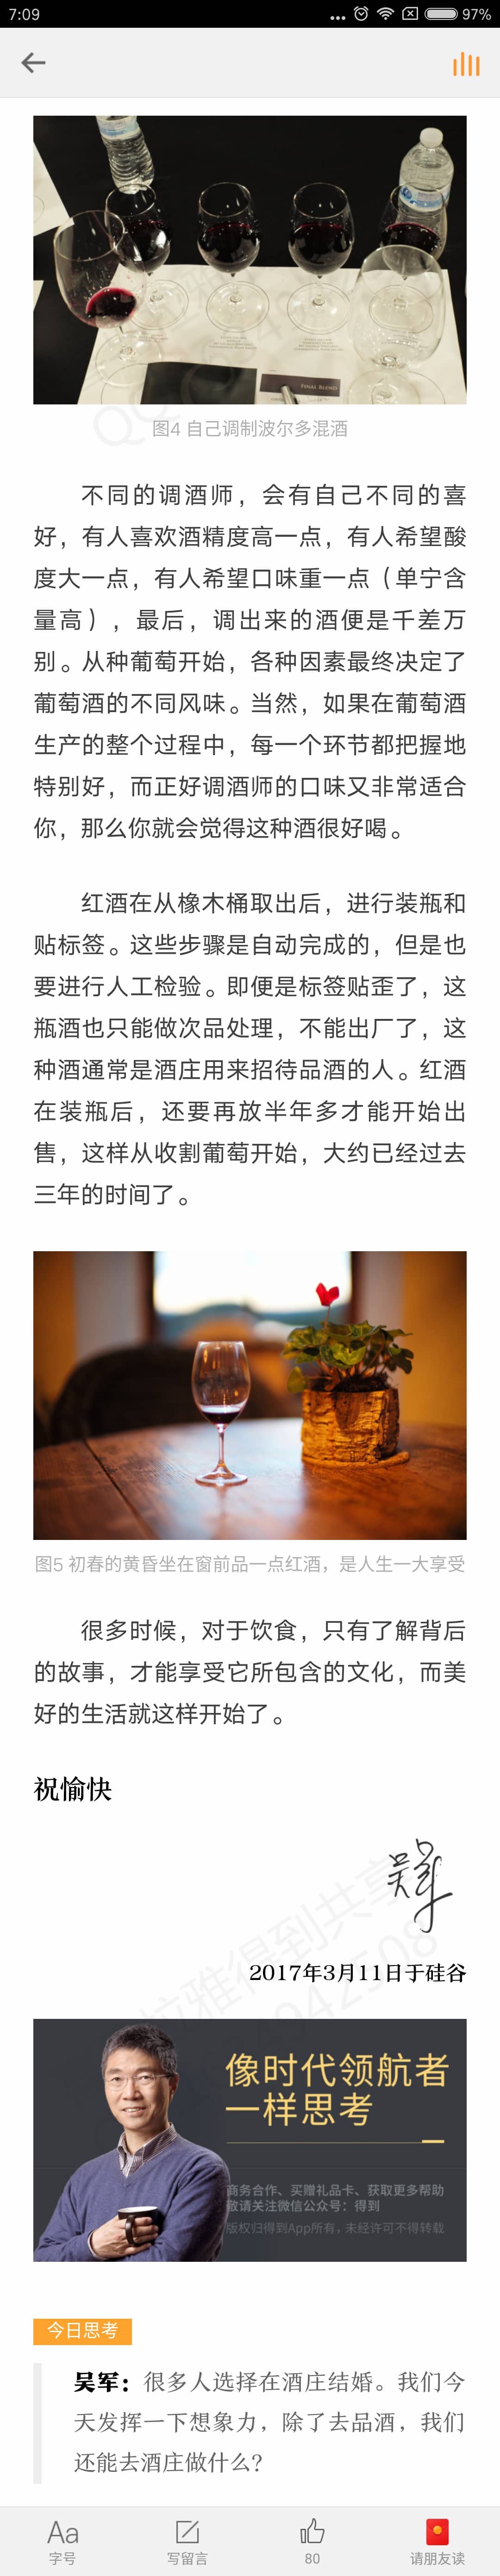 7:09
97%
FINAL BLEND
图4 自己调制波尔多混酒
不同的调酒师，会有自己不同的喜
好，有人喜欢酒精度高一点，有人希望酸
度大一点，有人希望口味重一点（单宁含
量高），最后，调出来的酒便是千差万
别。从种葡萄开始，各种因素最终决定了
葡萄酒的不同风味。当然，如果在葡萄酒
生产的整个过程中，每一个环节都把握地
特别好，而正好调酒师的口味又非常适合
你，那么你就会觉得这种酒很好喝。
红酒在从橡木桶取出后，进行装瓶和
贴标签。这些步骤是自动完成的，但是也
要进行人工检验。即便是标签贴歪了，这
瓶酒也只能做次品处理，不能出厂了，这
种酒通常是酒庄用来招待品酒的人。红酒
在装瓶后，还要再放半年多才能开始出
售，这样从收割葡萄开始，大约已经过去
三年的时间了。
图5 初春的黄昏坐在窗前品一点红酒，是人生一大享受
很多时候，对于饮食，只有了解背后
的故事，才能享受它所包含的文化，而美
好的生活就这样开始了。
祝愉快
吴军
2017年3月11日于硅谷
像时代领航者
一样思考
商务合作、买赠礼品卡、获取更多帮助
敬请关注微信公众号：得到
版权归得到App所有，未经许可不得转载
今日思考
吴军：很多人选择在酒庄结婚。我们今
天发挥一下想象力，除了去品酒，我们
还能去酒庄做什么？
Aa
字号
写留言
80
请朋友读